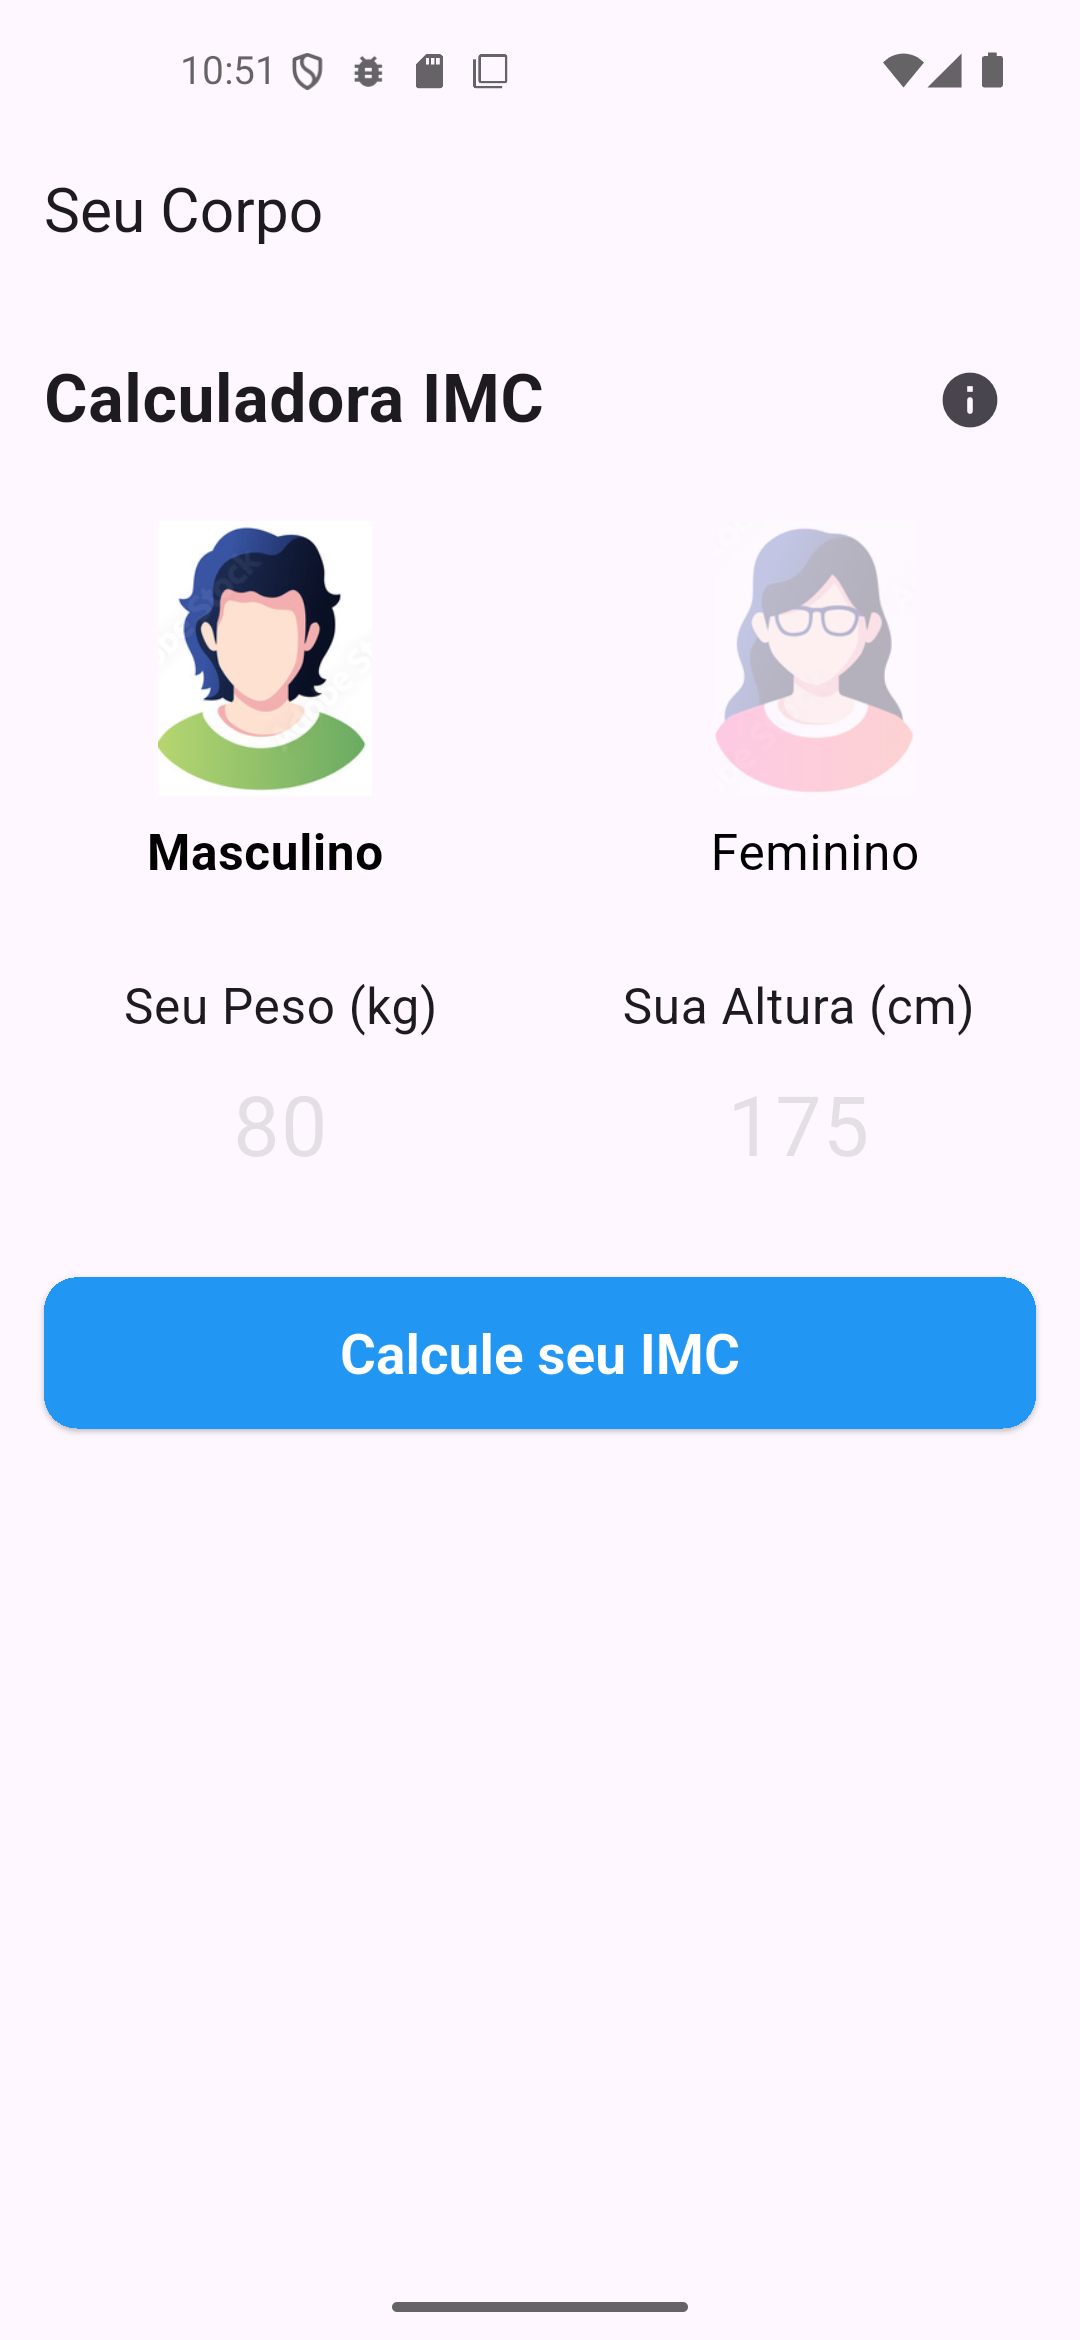 10:51
Seu Corpo
Calculadora IMC
Masculino
Feminino
Seu Peso (kg)
Sua Altura (cm)
80
175
Calcule seu IMC